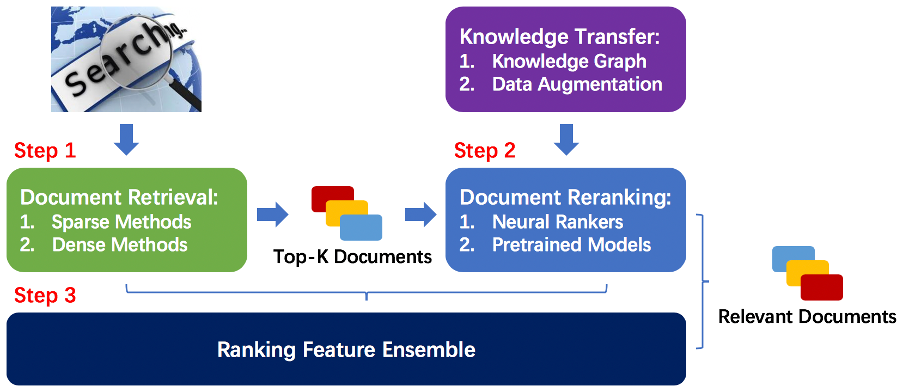 Searching..
Knowledge Transfer:
1. Knowledge Graph
2. Data Augmentation
Step 1
Step 2
Document Retrieval:
1. Sparse Methods
2. Dense Methods
Top-K Documents
Document Reranking:
1. Neural Rankers
2. Pretrained Models
Step 3
Ranking Feature Ensemble
Relevant Documents